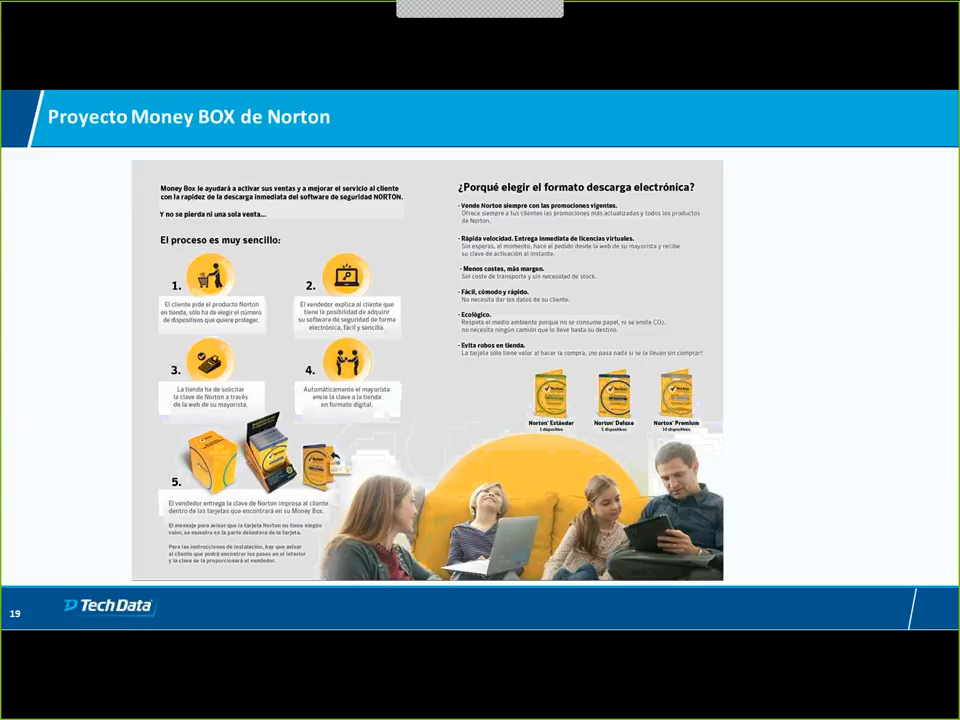 Proyecto Money BOX de Norton
Money Box le ayudará a activar sus ventas y a mejorar el servicio al cliente
con la rapidez de la descarga inmediata del software de seguridad NORTON.
Y no se pierda ni una sola venta...
El proceso es muy sencillo:
1.
El cliente pide el producto Norton
en tienda, sólo ha de elegir el número
de dispositivos que quiere proteger.
2.
El vendedor explica al cliente que
tiene la posibilidad de adquirir
su software de seguridad de forma
electrónica, fácil y sencilla.
3.
La tienda ha de solicitar
la clave de Norton a través
de la web de su mayorista.
4.
Automáticamente el mayorista
envía la clave a la tienda
en formato digital.
5.
El vendedor entrega la clave de Norton impresa al cliente
dentro de las tarjetas que encontrará en su Money Box.
El mensaje para avisar que la tarjeta Norton no tiene ningún
valor, se muestra en la parte delantera de la tarjeta.
Para las instrucciones de instalación, hay que avisar
al cliente que podrá encontrar los pasos en el interior
y la clave se la proporcionará el vendedor.
¿Porqué elegir el formato descarga electrónica?
· Vende Norton siempre con las promociones vigentes.
Ofrece siempre a tus clientes las promociones más actualizadas y todos los productos
de Norton.
· Rápida velocidad. Entrega inmediata de licencias virtuales.
Sin esperas, al momento, hace el pedido desde la web de su mayorista y recibe
su clave de activación al instante.
· Menos costes, más margen.
Sin coste de transporte y sin necesidad de stock.
· Fácil, cómodo y rápido.
No necesita dar los datos de su cliente.
· Ecológico.
Respeta el medio ambiente porque no se consume papel, ni se emite CO2,
no necesita ningún camión que lo lleve hasta su destino.
· Evita robos en tienda.
La tarjeta sólo tiene valor al hacer la compra, ¡no pasa nada si se la llevan sin comprar!
Norton
Norton
Norton
Norton® Estándar
1 dispositivo
Norton® Deluxe
5 dispositivos
Norton® Premium
10 dispositivos
19
Tech Data